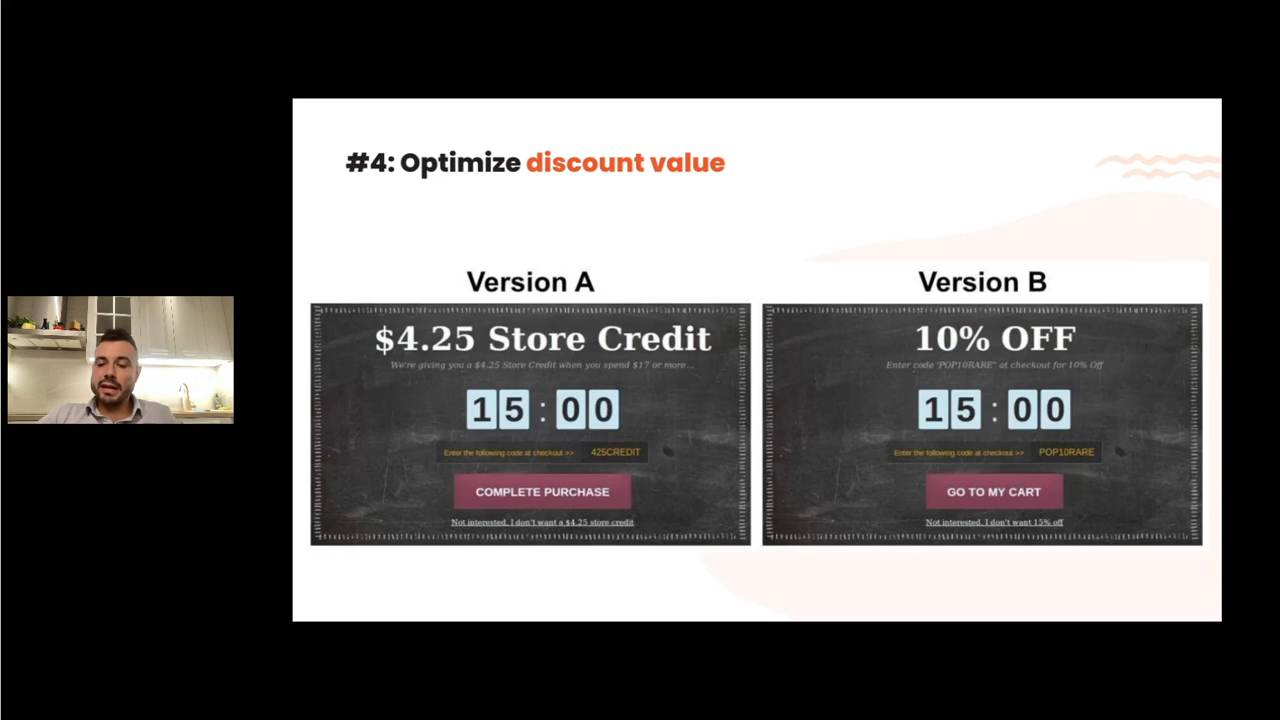 #4: Optimize discount value
Version A
$4.25 Store Credit
We're giving you a $4.25 Store Credit when you spend $17 or more...
15:00
Enter the following code at checkout >> 425CREDIT
COMPLETE PURCHASE
Not interested, I don't want a $4.25 store credit
Version B
10% OFF
Enter code "POP10RARE" at checkout for 10% Off
15:00
Enter the following code at checkout >> POP10RARE
GO TO MY CART
Not interested, I don't want 15% off